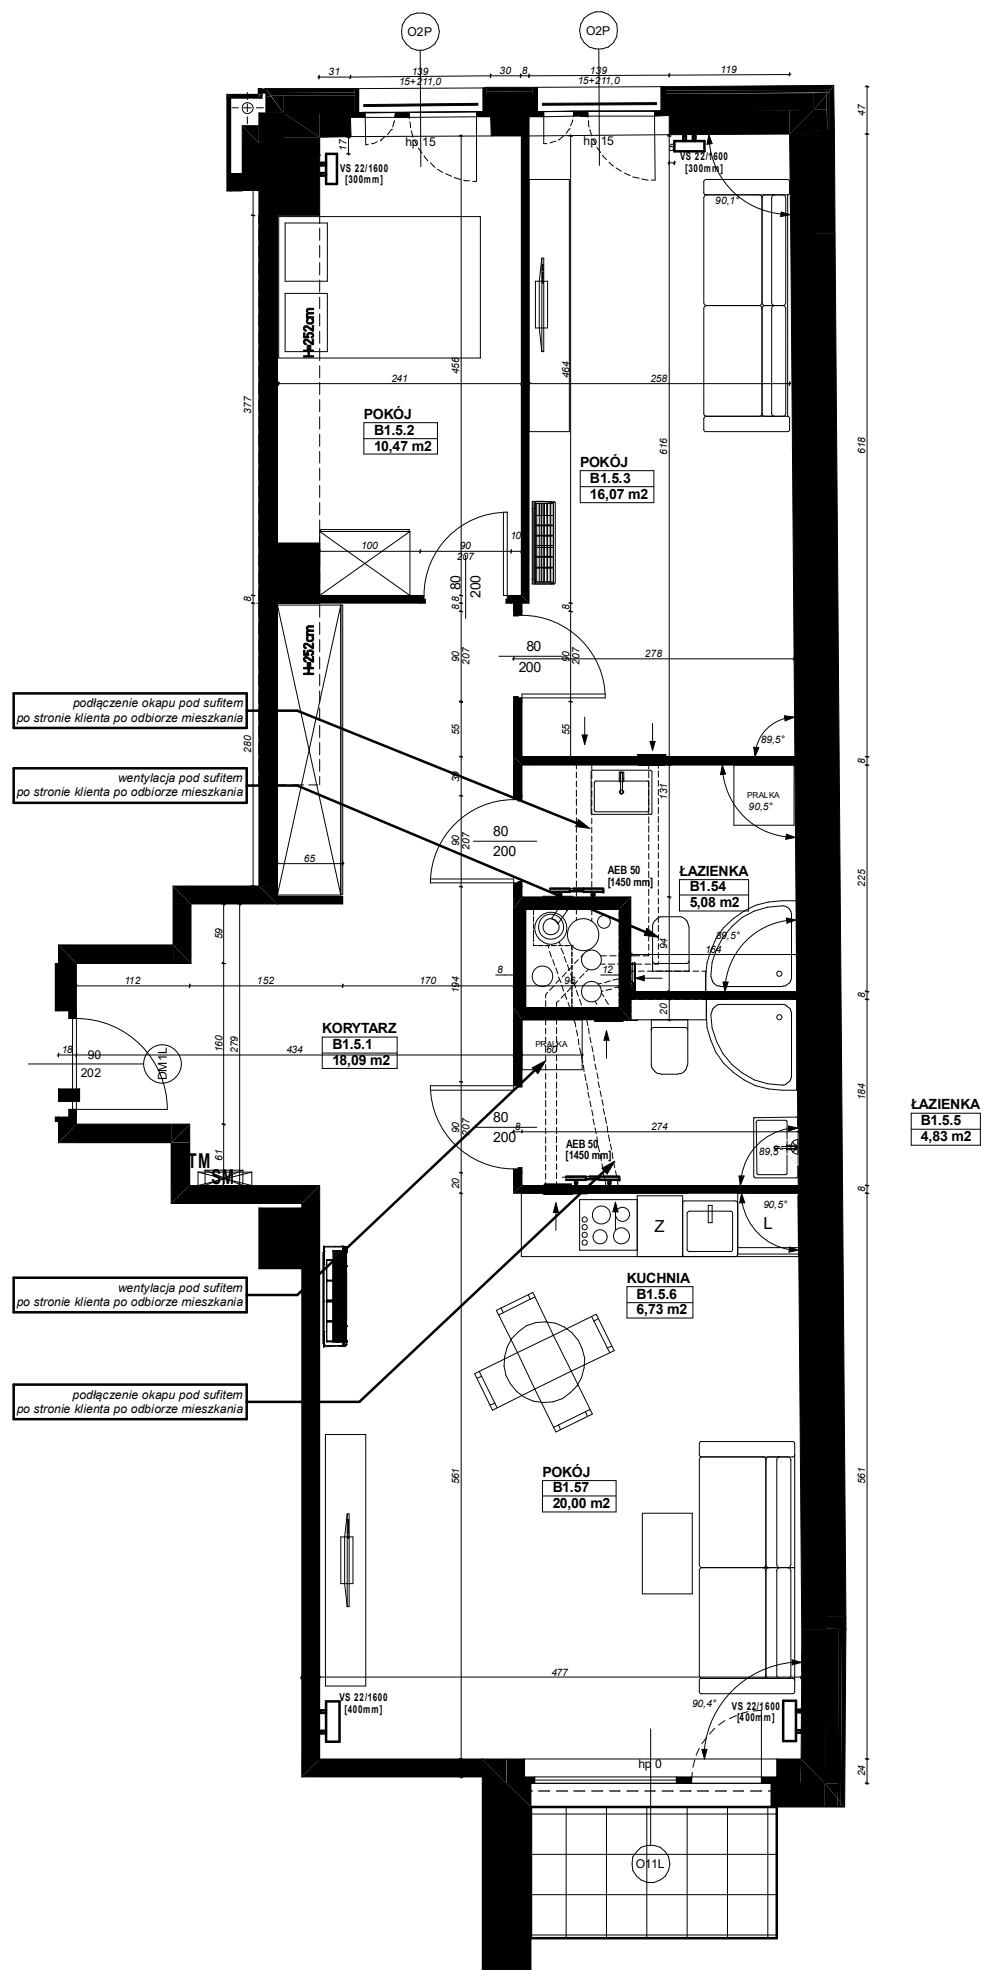 O2P
O2P
31
139
30
8
139
119
15+211,0
15+211,0
47
hp 15
hp 15
17
VS 22/1600
[300mm]
VS 22/1600
[300mm]
90,1°
H=252cm
456
464
241
258
377
618
616
POKÓJ
B1.5.2
10,47 m2
POKÓJ
B1.5.3
16,07 m2
100
90
207
10
80
200
8
8
8
8
H=252cm
90
207
80
200
90
207
278
podłączenie okapu pod sufitem
po stronie klienta po odbiorze mieszkania
280
55
55
89,5°
8
wentylacja pod sufitem
po stronie klienta po odbiorze mieszkania
30
131
PRALKA
90,5°
90
207
80
200
65
AEB 50
[1450 mm]
ŁAZIENKA
B1.54
5,08 m2
225
59
94
89,5°
164
112
152
170
194
8
96
12
8
20
KORYTARZ
B1.5.1
18,09 m2
18
90
202
DM1L
160
279
434
PRALKA
60
184
ŁAZIENKA
B1.5.5
4,83 m2
90
207
80
200
8
274
AEB 50
[1450 mm]
89,5°
61
TM
SM
20
8
90,5°
Z
L
wentylacja pod sufitem
po stronie klienta po odbiorze mieszkania
KUCHNIA
B1.5.6
6,73 m2
podłączenie okapu pod sufitem
po stronie klienta po odbiorze mieszkania
561
561
POKÓJ
B1.57
20,00 m2
477
VS 22/1600
[400mm]
90,4°
VS 22/1600
[400mm]
hp 0
24
O11L